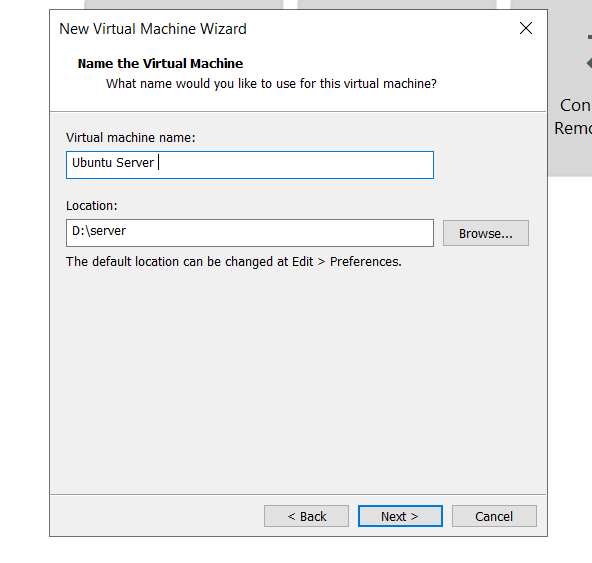 New Virtual Machine Wizard
Name the Virtual Machine
What name would you like to use for this virtual machine?
Virtual machine name:
Ubuntu Server
Location:
D:\server
Browse...
The default location can be changed at Edit > Preferences.
< Back
Next >
Cancel